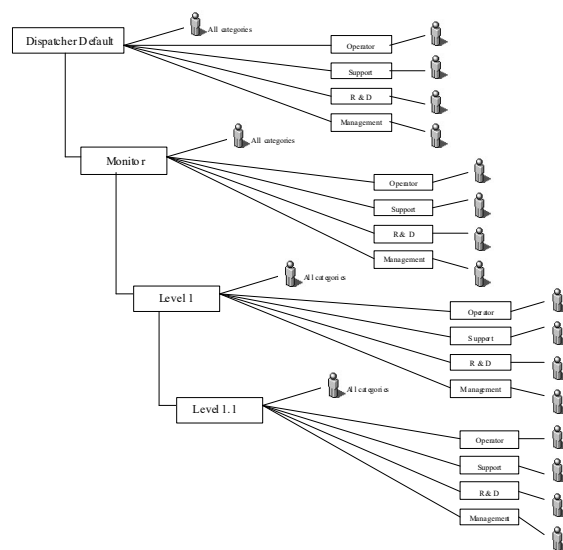 All categories
Dispatcher Default
Operator
Support
R & D
Management
All categories
Monitor
Operator
Support
R & D
Management
All categories
Level 1
Operator
Support
R & D
Management
All categories
Level 1.1
Operator
Support
R & D
Management